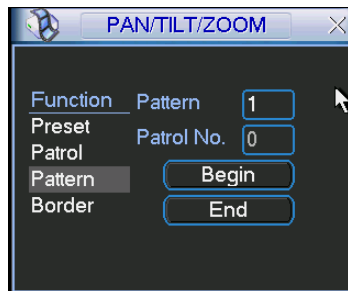 PAN/TILT/ZOOM
Function
Preset
Patrol
Pattern
Border
Pattern 1
Patrol No. 0
Begin
End